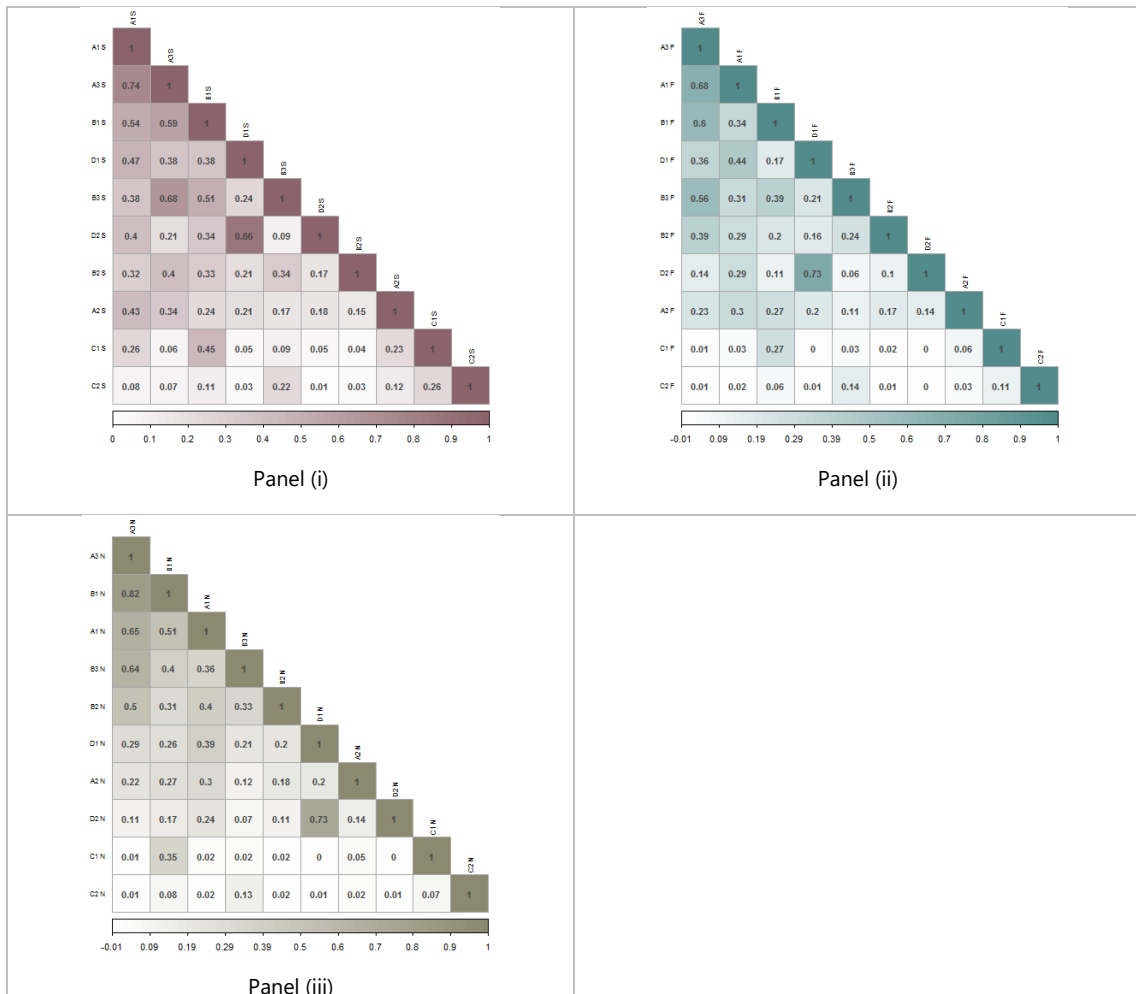 A1 S
A1 S 1 A3 S
A3 S 0.74 1 B1 S
B1 S 0.54 0.59 1 D1 S
D1 S 0.47 0.38 0.38 1 B3 S
B3 S 0.38 0.68 0.51 0.24 1 D2 S
D2 S 0.4 0.21 0.34 0.86 0.09 1 B2 S
B2 S 0.32 0.4 0.33 0.21 0.34 0.17 1 A2 S
A2 S 0.43 0.34 0.24 0.21 0.17 0.18 0.15 1 C1 S
C1 S 0.26 0.06 0.45 0.05 0.09 0.05 0.04 0.23 1 C2 S
C2 S 0.08 0.07 0.11 0.03 0.22 0.01 0.03 0.12 0.26 1
0 0.1 0.2 0.3 0.4 0.5 0.6 0.7 0.8 0.9 1
Panel (i)
A3 F
A3 F 1 A1 F
A1 F 0.68 1 B1 F
B1 F 0.6 0.34 1 D1 F
D1 F 0.36 0.44 0.17 1 B3 F
B3 F 0.56 0.31 0.39 0.21 1 B2 F
B2 F 0.39 0.29 0.2 0.16 0.24 1 D2 F
D2 F 0.14 0.29 0.11 0.73 0.06 0.1 1 A2 F
A2 F 0.23 0.3 0.27 0.2 0.11 0.17 0.14 1 C1 F
C1 F 0.01 0.03 0.27 0 0.03 0.02 0 0.06 1 C2 F
C2 F 0.01 0.02 0.06 0.01 0.14 0.01 0 0.03 0.11 1
-0.01 0.09 0.19 0.29 0.39 0.5 0.6 0.7 0.8 0.9 1
Panel (ii)
A3 N
A3 N 1 B1 N
B1 N 0.82 1 A1 N
A1 N 0.65 0.51 1 B3 N
B3 N 0.64 0.4 0.36 1 B2 N
B2 N 0.5 0.31 0.4 0.33 1 D1 N
D1 N 0.29 0.26 0.39 0.21 0.2 1 A2 N
A2 N 0.22 0.27 0.3 0.12 0.18 0.2 1 D2 N
D2 N 0.11 0.17 0.24 0.07 0.11 0.73 0.14 1 C1 N
C1 N 0.01 0.35 0.02 0.02 0.02 0 0.05 0 1 C2 N
C2 N 0.01 0.08 0.02 0.13 0.01 0.01 0.02 0.01 0.07 1
-0.01 0.09 0.19 0.29 0.39 0.5 0.6 0.7 0.8 0.9 1
Panel (iii)